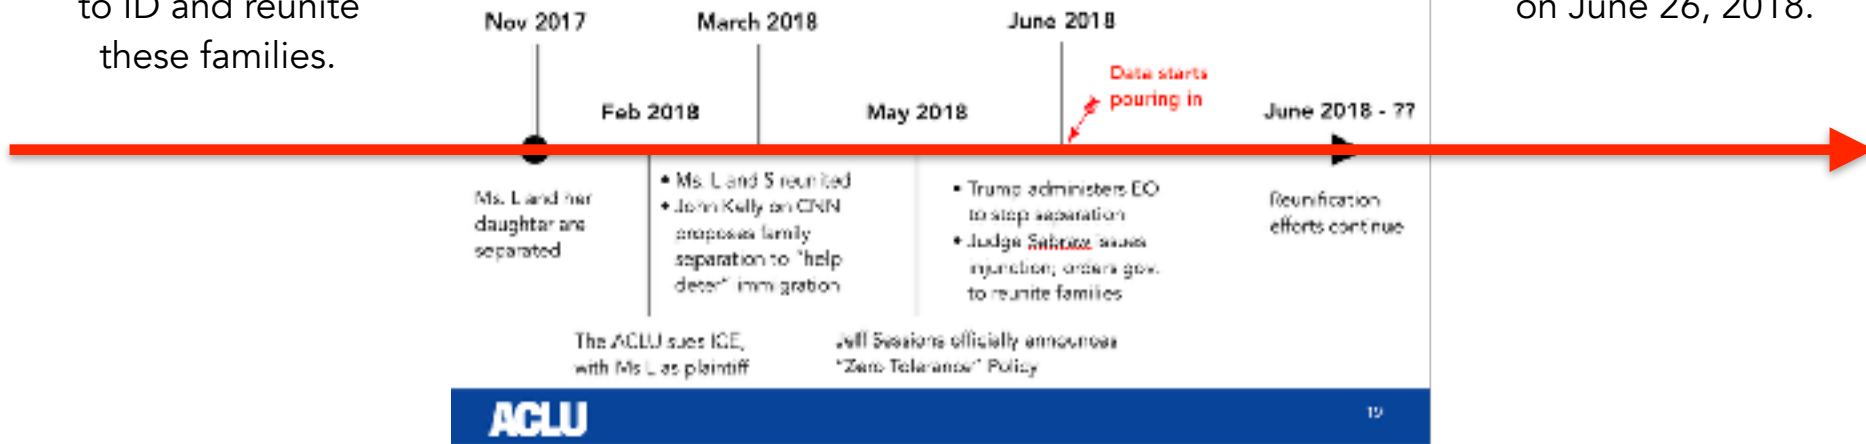 to ID and reunite
these families.
on June 26, 2018.
Nov 2017
March 2018
June 2018
Data starts
pouring in
Feb 2018
May 2018
June 2018 - ??
Ms. L and her
daughter are
separated
• Ms. L and S reunited
• John Kelly on CNN
proposes family
separation to "help
deter" immigration
• Trump administers EO
to stop separation
• Judge Sabraw issues
injunction; orders gov.
to reunite families
Reunification
efforts continue
The ACLU sues ICE,
with Ms L as plaintiff
Jeff Sessions officially announces
"Zero Tolerance" Policy
ACLU
19